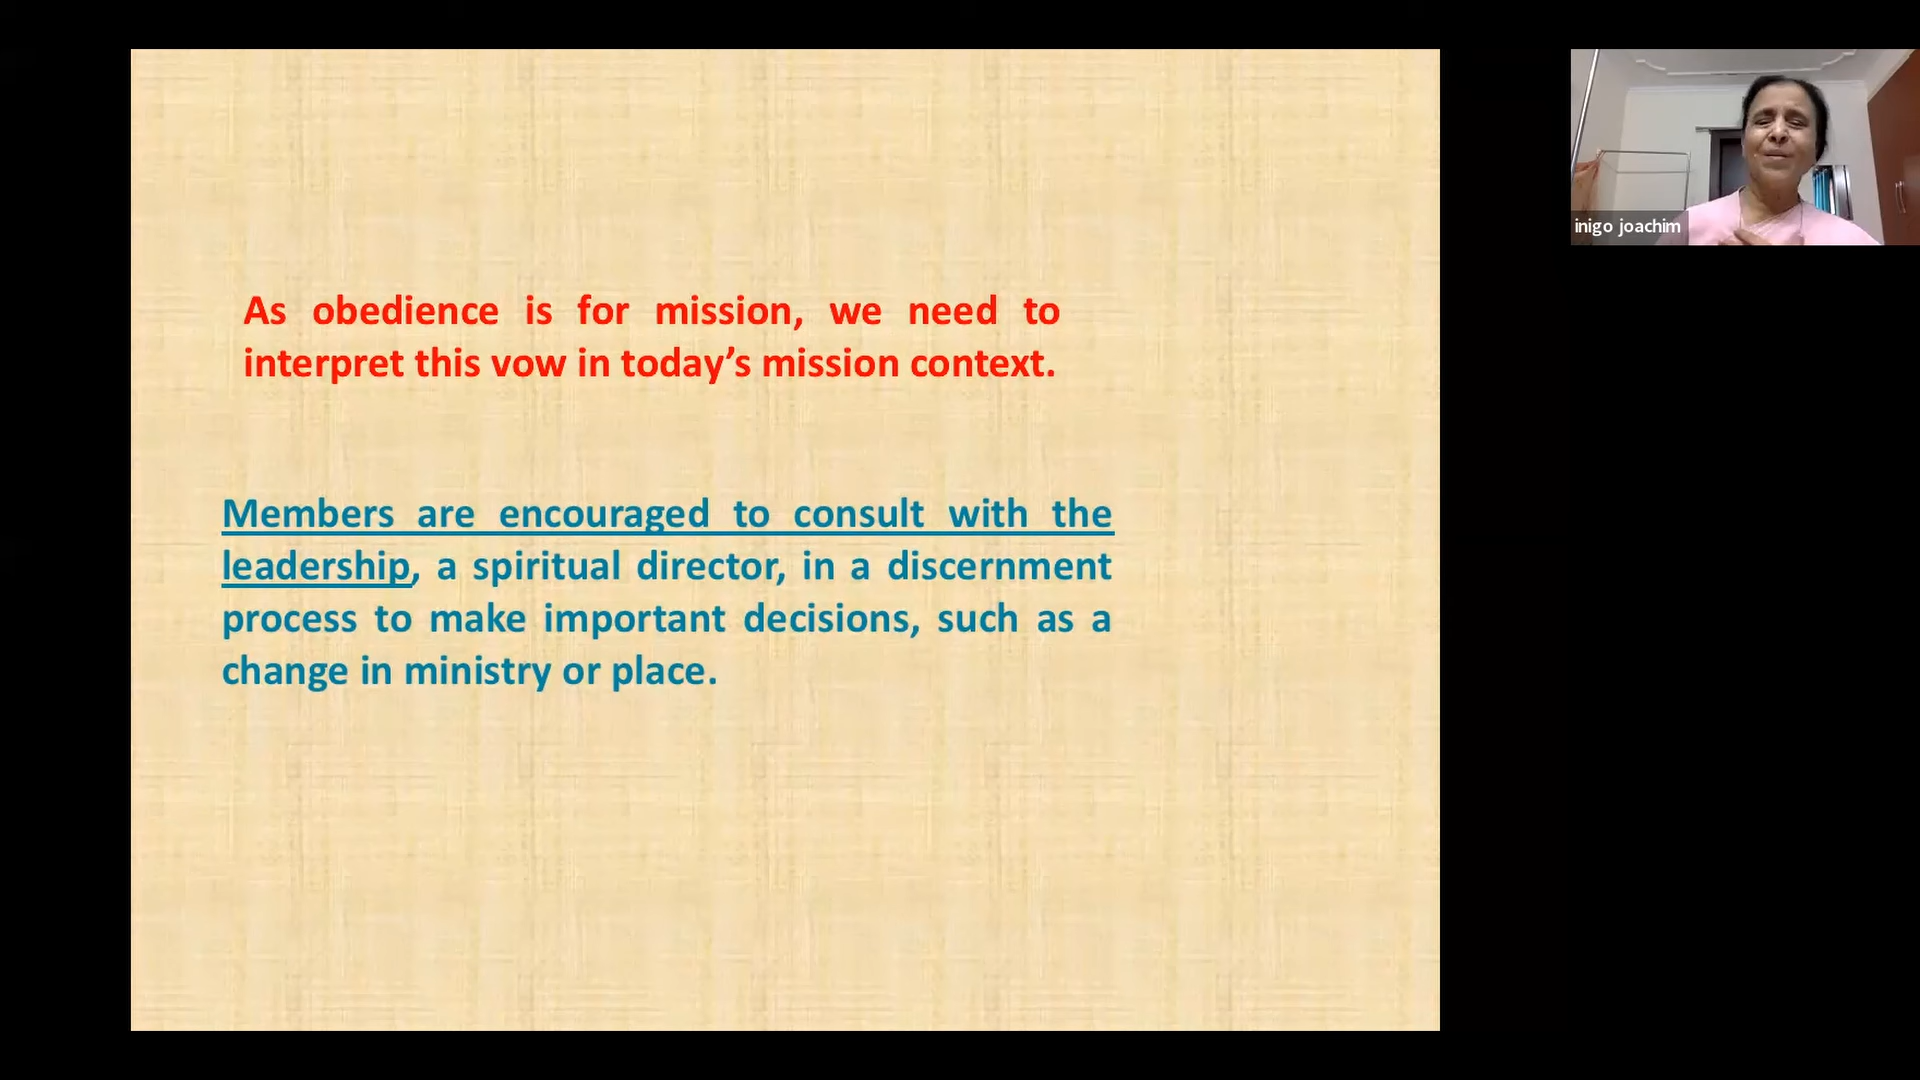 As obedience is for mission, we need to
interpret this vow in today’s mission context.
Members are encouraged to consult with the
leadership, a spiritual director, in a discernment
process to make important decisions, such as a
change in ministry or place.
inigo joachim